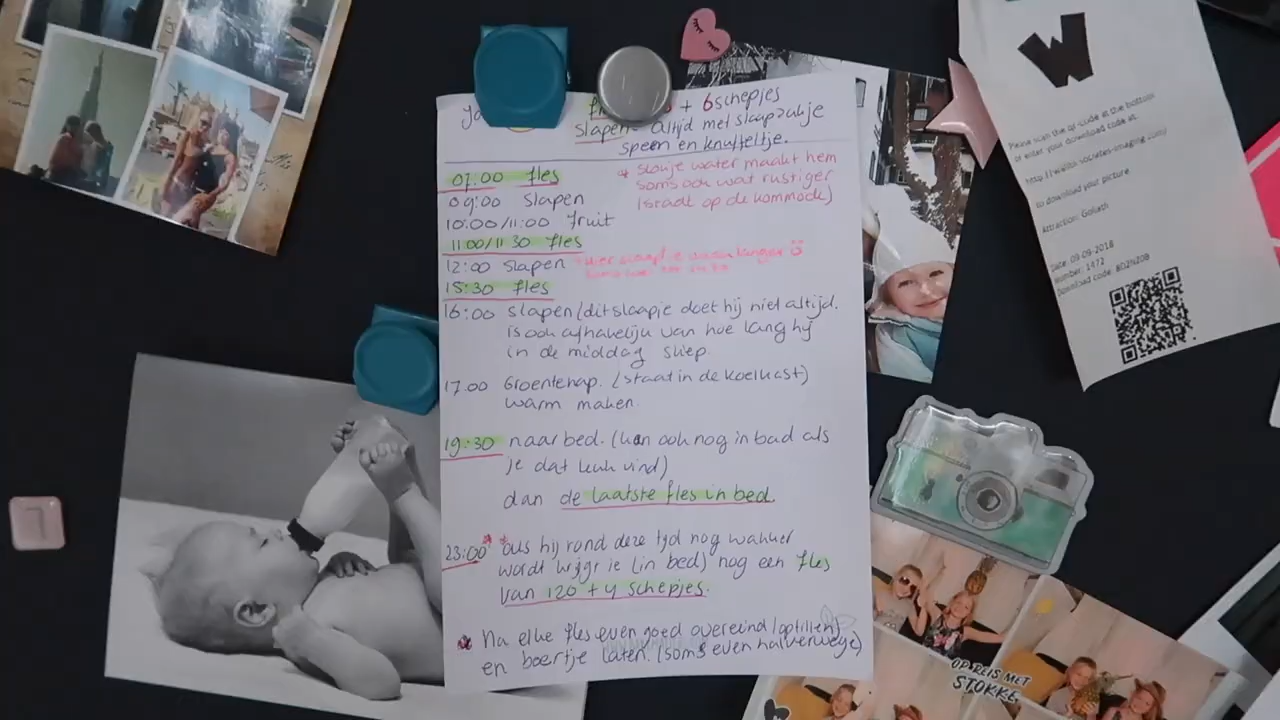 + 6 schepjes
slapen altijd met slaapzakje
speen en knuffeltje.
07:00 fles
09:00 slapen
10:00/11:00 fruit
11:00/11 30 fles
12:00 slapen
15:30 fles
* slokje water maakt hem
soms ook wat rustiger
(staat op de kommode)
16:00 slapen/dit slaapje doet hij niet altijd.
is ook afhankelijk van hoe lang hij
in de middag sliep.
17.00 Groentehap. (staat in de koelkast)
warm maken.
19:30 naar bed. (kan ook nog in bad als
je dat leuk vind)
dan de laatste fles in bed.
23:00 * als hij rond deze tijd nog wakker
wordt krijgt ie (in bed) nog een fles
van 120 + 4 schepjes.
* Na elke fles even goed overeind (optillen)
en boertje laten. (soms even halverwege)
W
Please scan the qr-code at the bottom
or enter your download code at:
to download your picture.
Attraction: Goliath
Date: 09-09-2018
Number: 1472
Download code: 8D2N20B
OP REIS MET
STOKKE